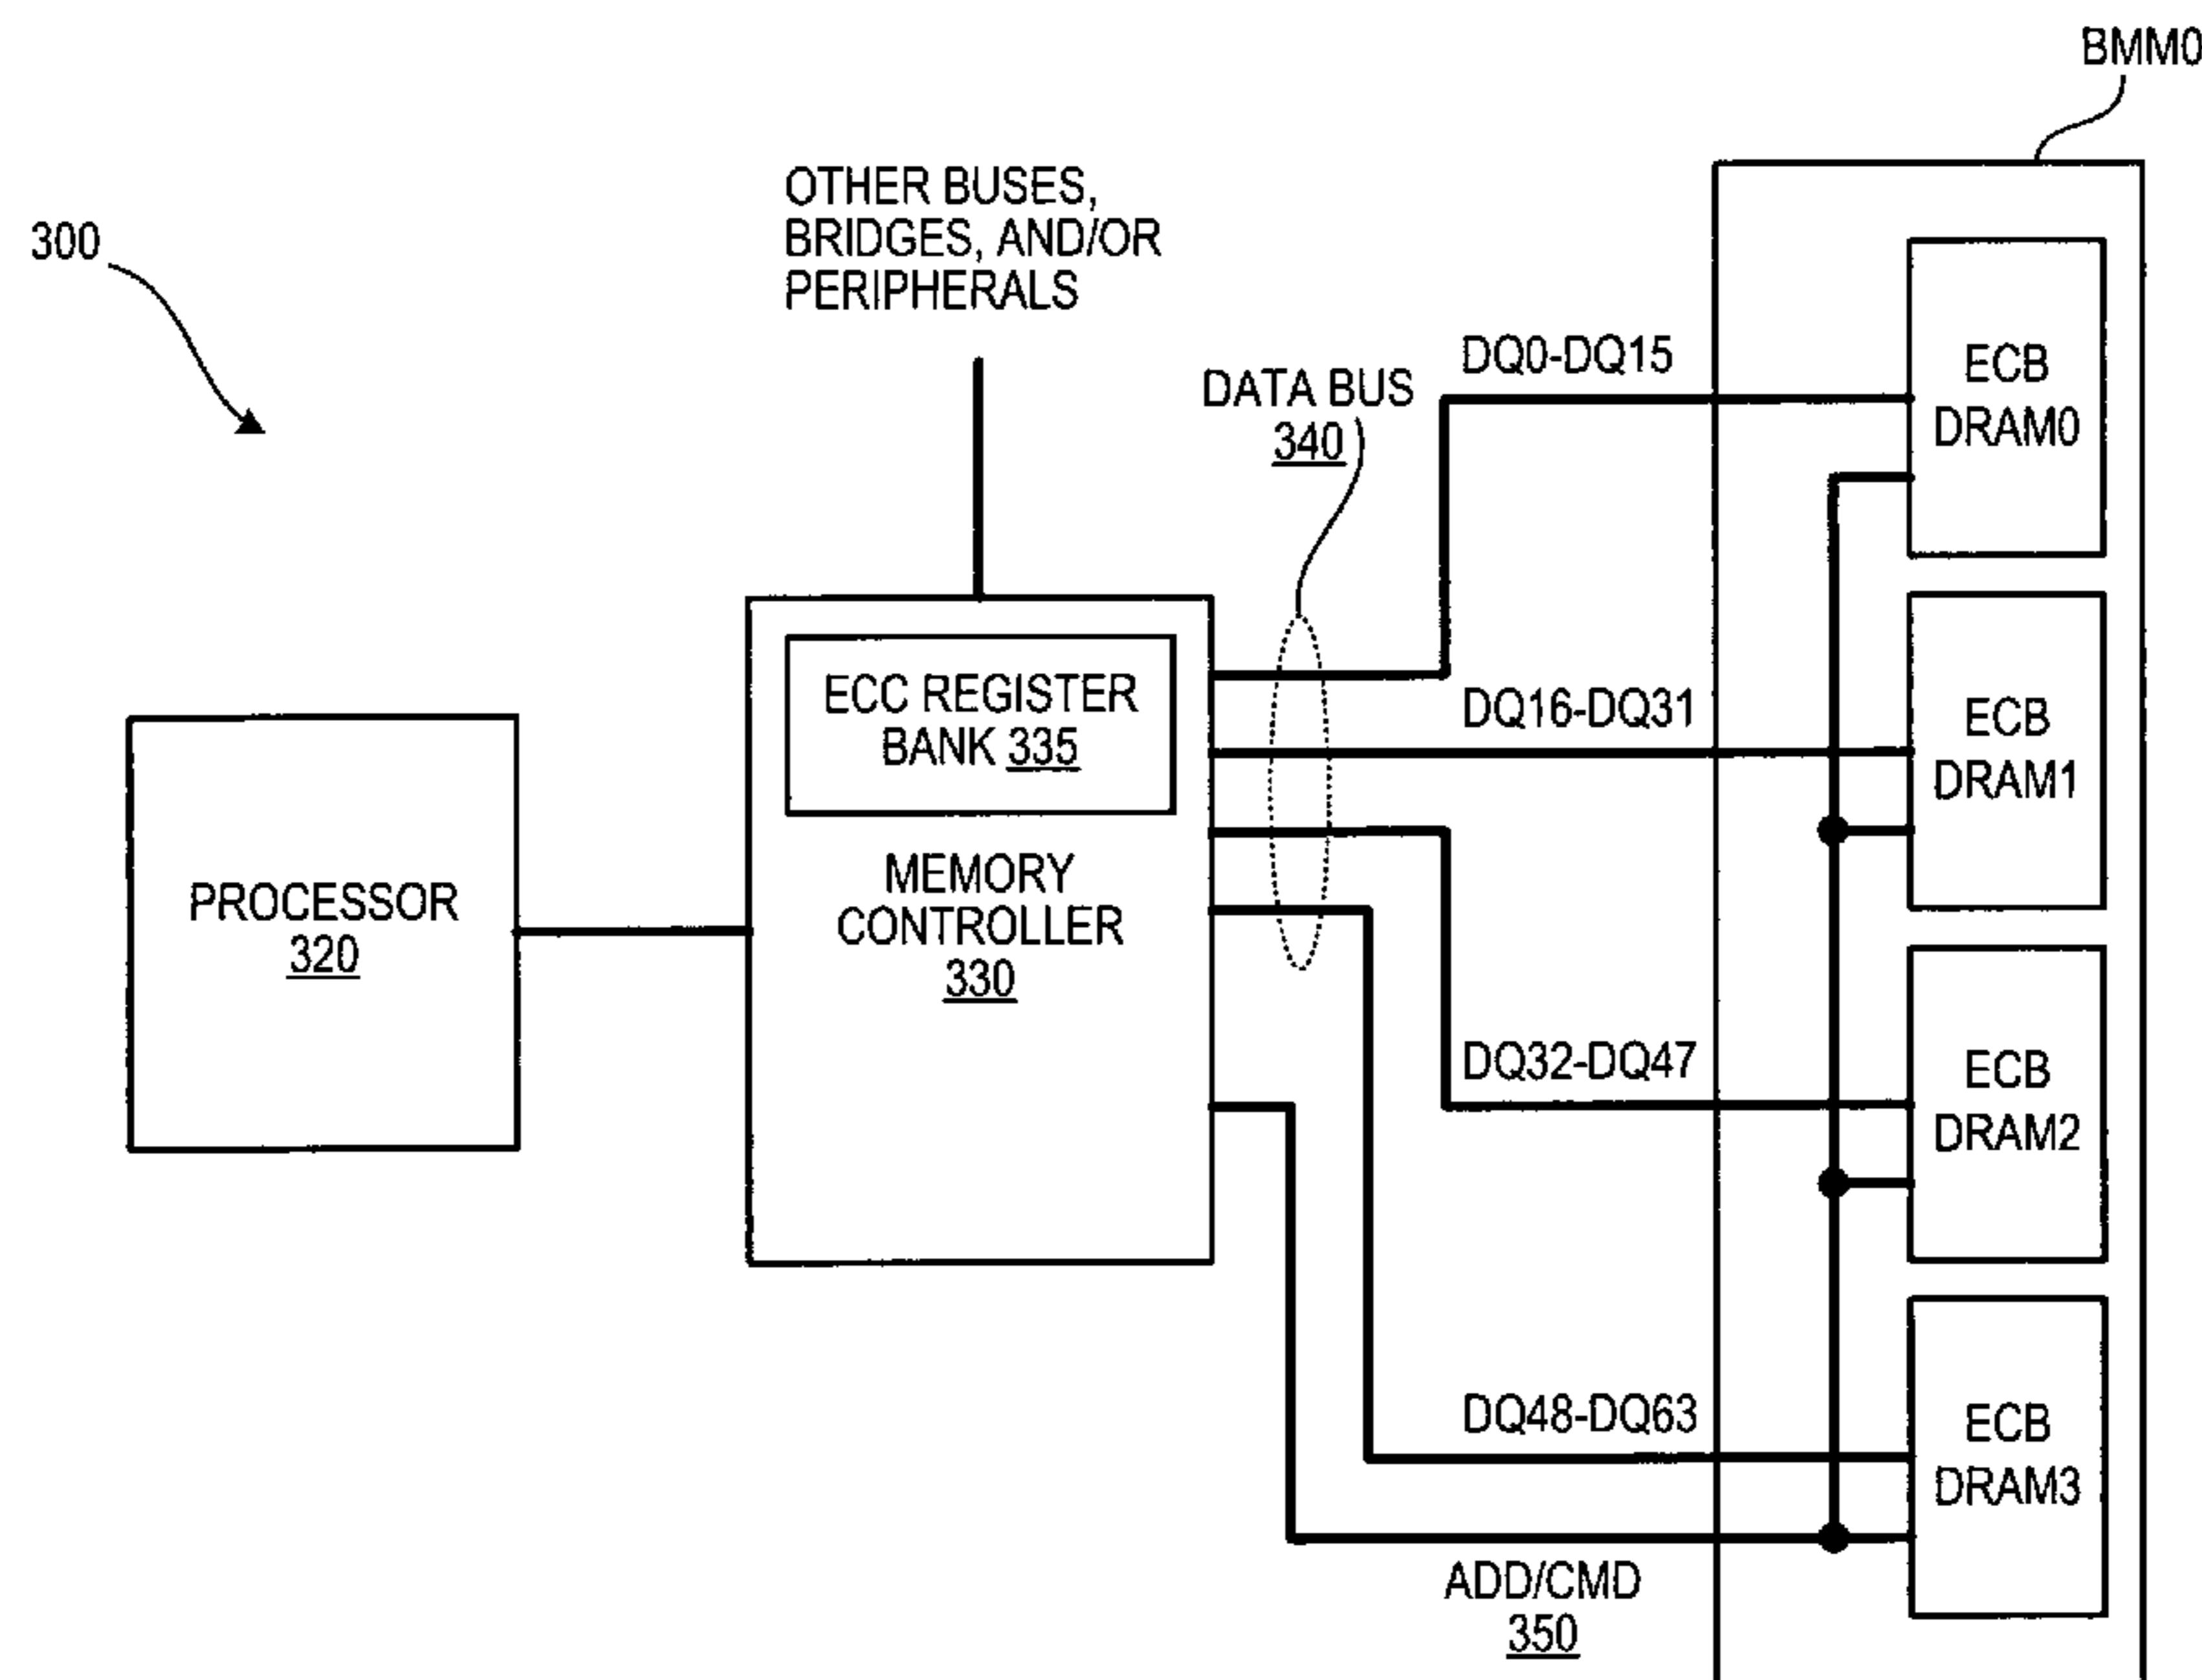 BMM0
300
OTHER BUSES,
BRIDGES, AND/OR
PERIPHERALS
DATA BUS
340
DQ0-DQ15
ECB
DRAM0
ECC REGISTER
BANK 335
DQ16-DQ31
ECB
DRAM1
PROCESSOR
320
MEMORY
CONTROLLER
330
DQ32-DQ47
ECB
DRAM2
DQ48-DQ63
ECB
DRAM3
ADD/CMD
350